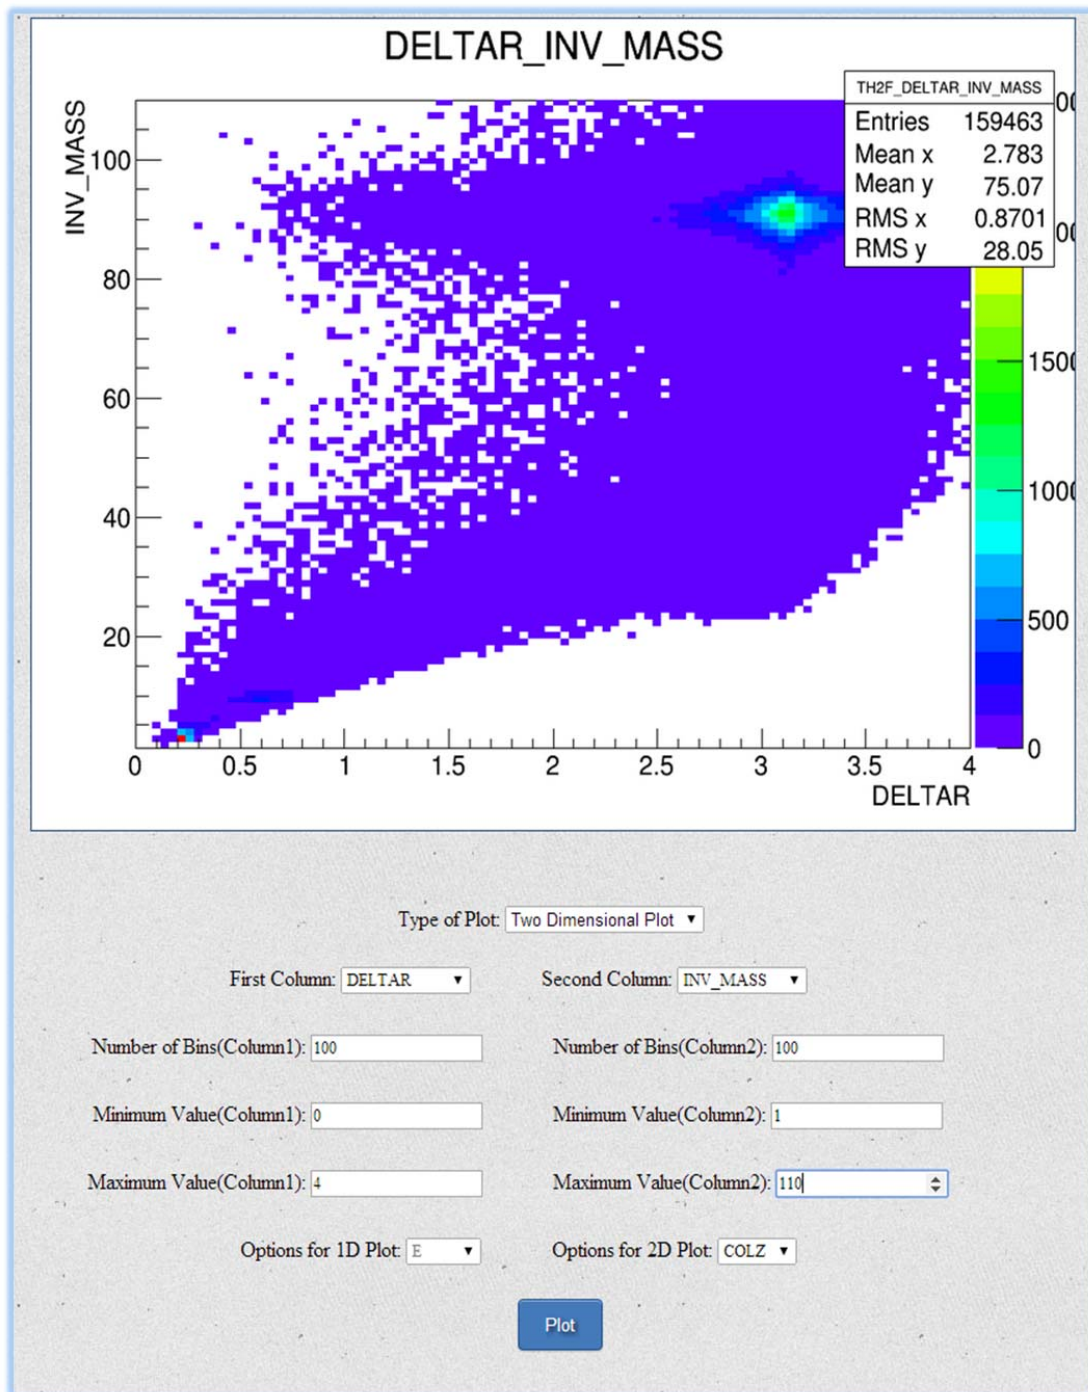 DELTAR_INV_MASS
TH2F_DELTAR_INV_MASS
Entries 159463
Mean x 2.783
Mean y 75.07
RMS x 0.8701
RMS y 28.05
INV_MASS
100
80
60
40
20
0 0.5 1 1.5 2 2.5 3 3.5 4
DELTAR
1500
1000
500
0
Type of Plot: Two Dimensional Plot
First Column: DELTAR Second Column: INV_MASS
Number of Bins(Column1): 100 Number of Bins(Column2): 100
Minimum Value(Column1): 0 Minimum Value(Column2): 1
Maximum Value(Column1): 4 Maximum Value(Column2): 110
Options for 1D Plot: E Options for 2D Plot: COLZ
Plot